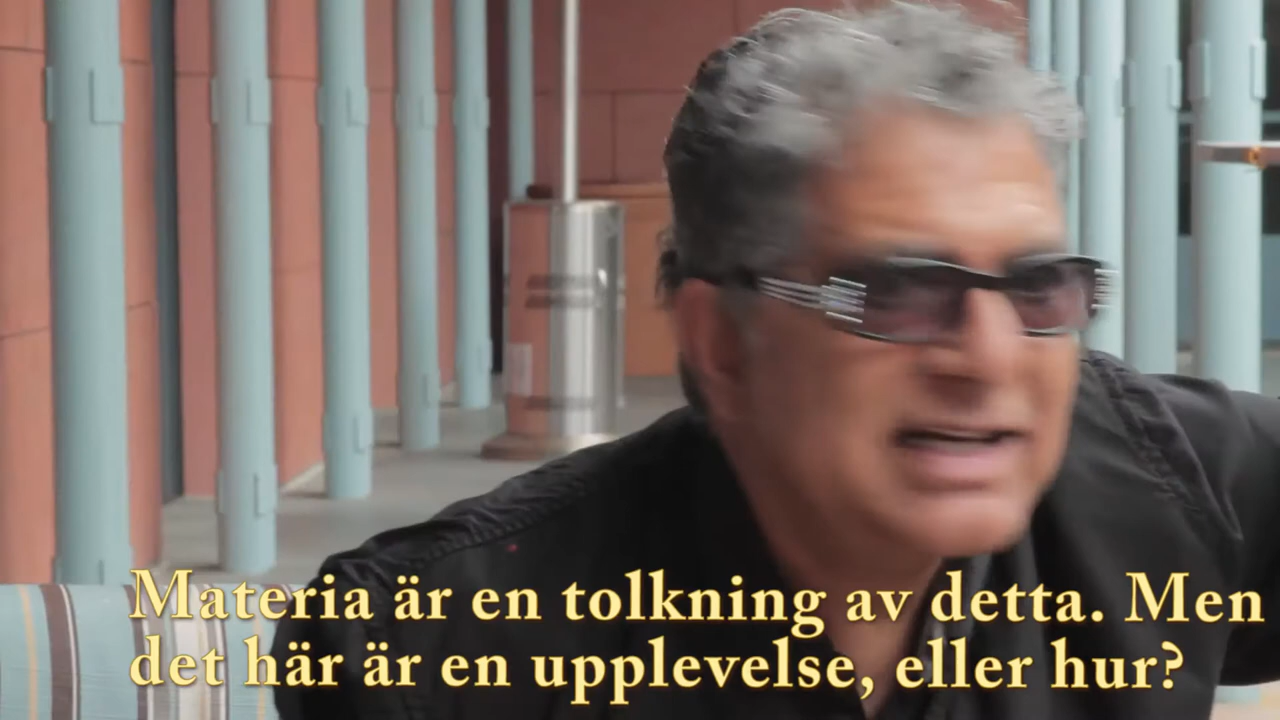 Materia är en tolkning av detta. Men
det här är en upplevelse, eller hur?